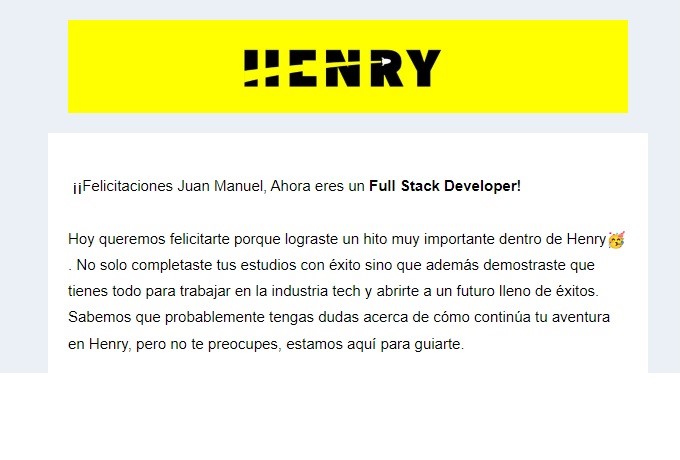 HENRY
¡¡Felicitaciones Juan Manuel, Ahora eres un Full Stack Developer!
Hoy queremos felicitarte porque lograste un hito muy importante dentro de Henry🥳
. No solo completaste tus estudios con éxito sino que además demostraste que
tienes todo para trabajar en la industria tech y abrirte a un futuro lleno de éxitos.
Sabemos que probablemente tengas dudas acerca de cómo continúa tu aventura
en Henry, pero no te preocupes, estamos aquí para guiarte.